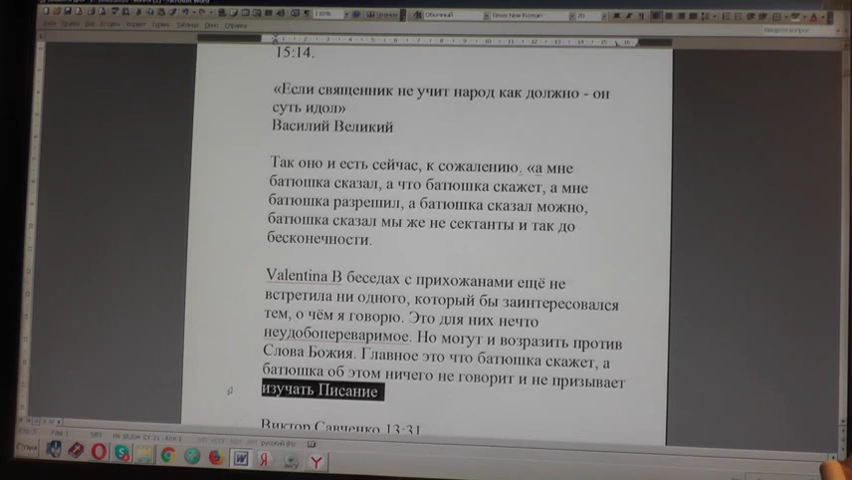 15:14.
«Если священник не учит народ как должно - он
суть идол»
Василий Великий
Так оно и есть сейчас, к сожалению. «а мне
батюшка сказал, а что батюшка скажет, а мне
батюшка разрешил, а батюшка сказал можно,
батюшка сказал мы же не сектанты и так до
бесконечности.
Valentina В беседах с прихожанами ещё не
встретила ни одного, который бы заинтересовался
тем, о чём я говорю. Это для них нечто
неудобопереваримое. Но могут и возразить против
Слова Божия. Главное это что батюшка скажет, а
батюшка об этом ничего не говорит и не призывает
изучать Писание
Виктор Савченко 13:31